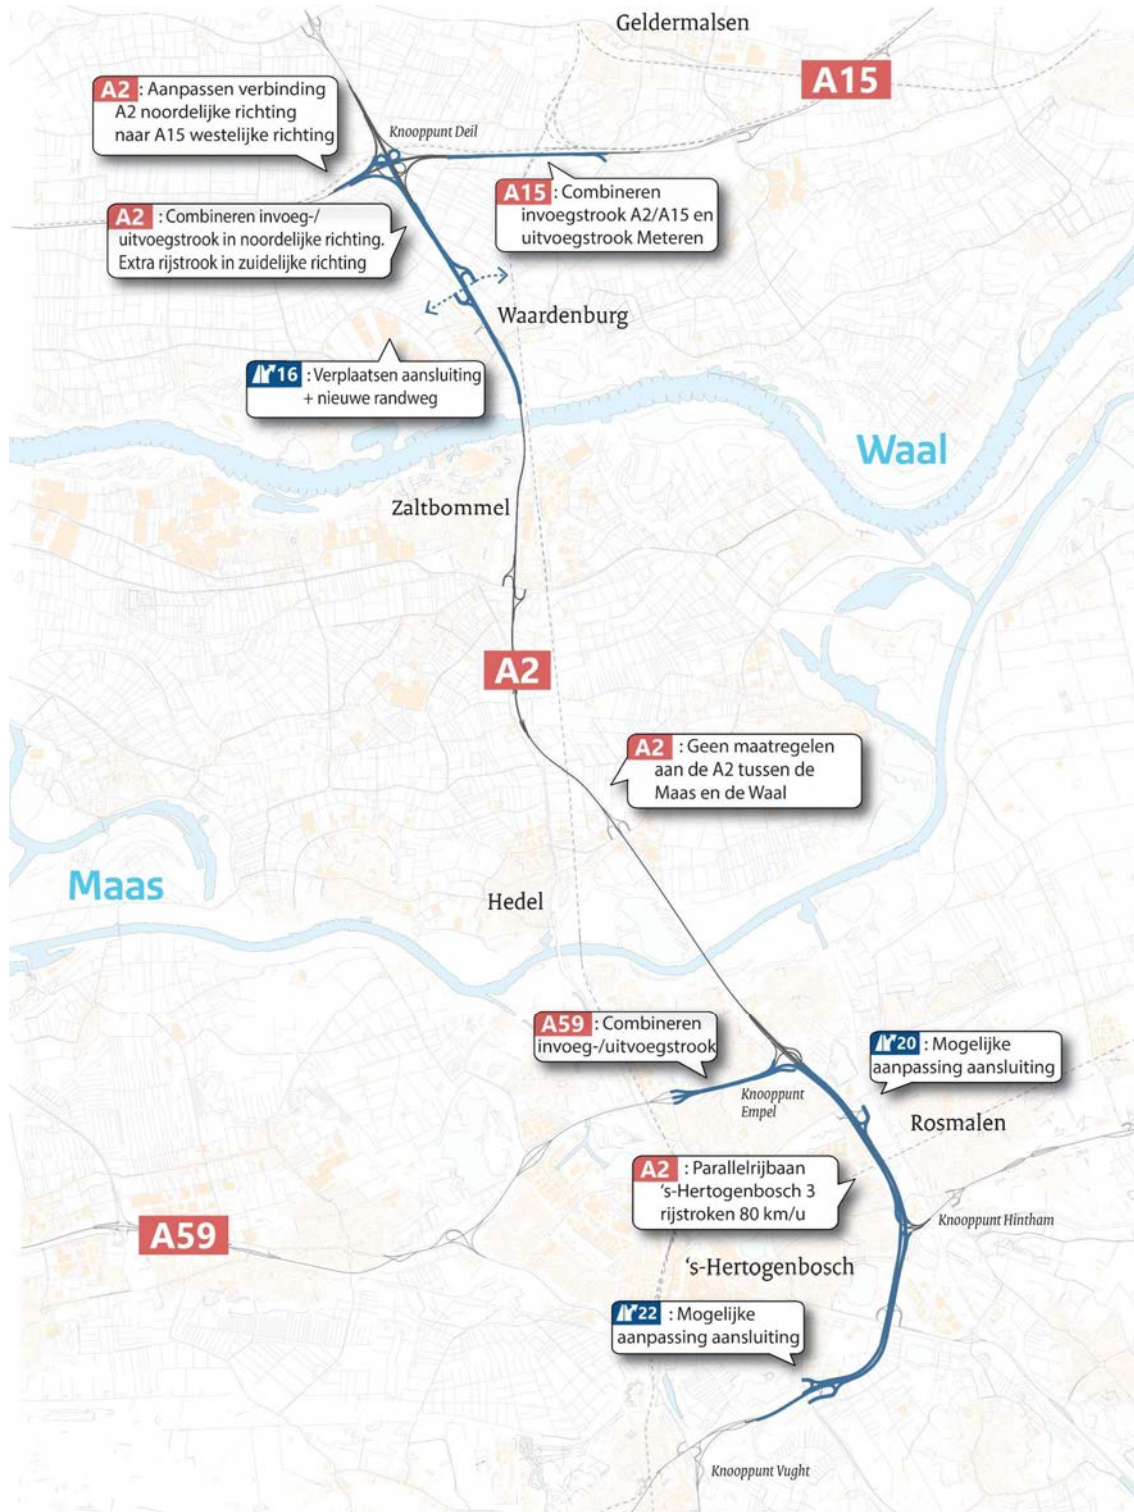 Geldermalsen
A15
A2 : Aanpassen verbinding
A2 noordelijke richting
naar A15 westelijke richting
Knooppunt Deil
A15 : Combineren
invoegstrook A2/A15 en
uitvoegstrook Meteren
A2 : Combineren invoeg-/
uitvoegstrook in noordelijke richting.
Extra rijstrook in zuidelijke richting
Waardenburg
16 : Verplaatsen aansluiting
+ nieuwe randweg
Waal
Zaltbommel
A2
A2 : Geen maatregelen
aan de A2 tussen de
Maas en de Waal
Maas
Hedel
A59 : Combineren
invoeg-/uitvoegstrook
20 : Mogelijke
aanpassing aansluiting
Knooppunt
Empel
Rosmalen
A2 : Parallelrijbaan
‘s-Hertogenbosch 3
rijstroken 80 km/u
Knooppunt Hintham
A59
‘s-Hertogenbosch
22 : Mogelijke
aanpassing aansluiting
Knooppunt Vught